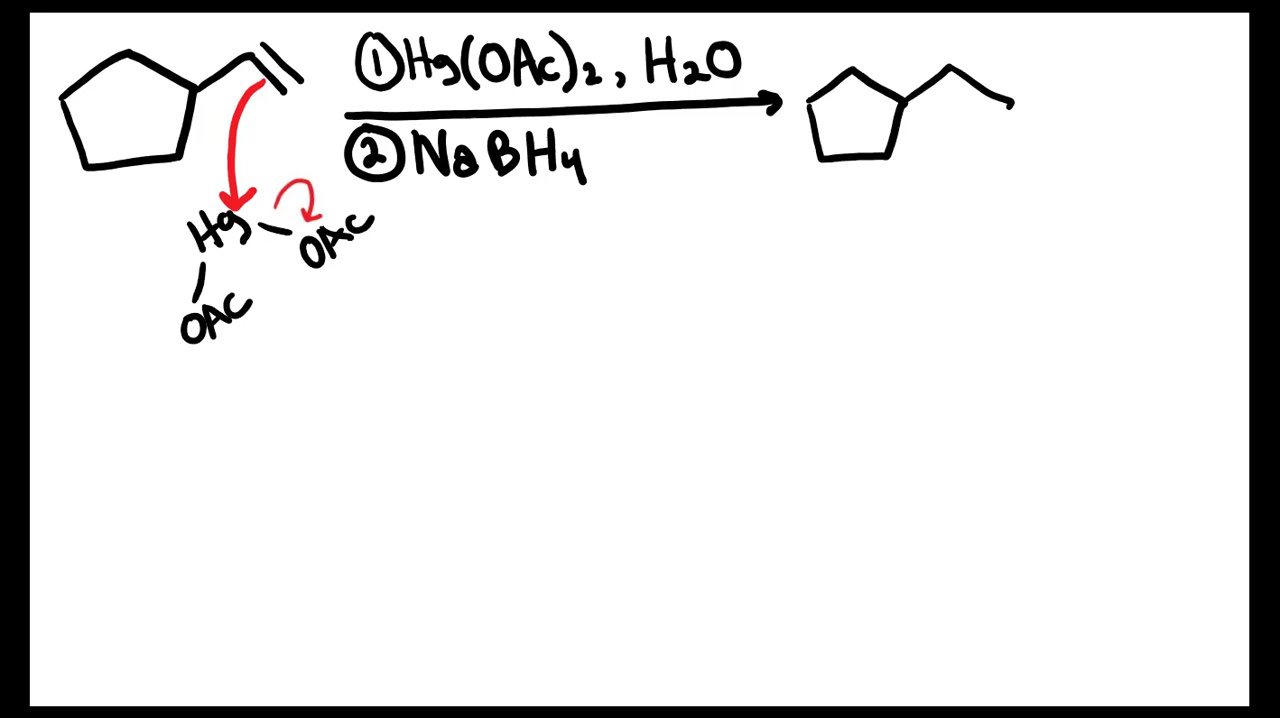 ①Hg(OAc)₂, H₂O
②NaBH₄
Hg
OAc
OAc